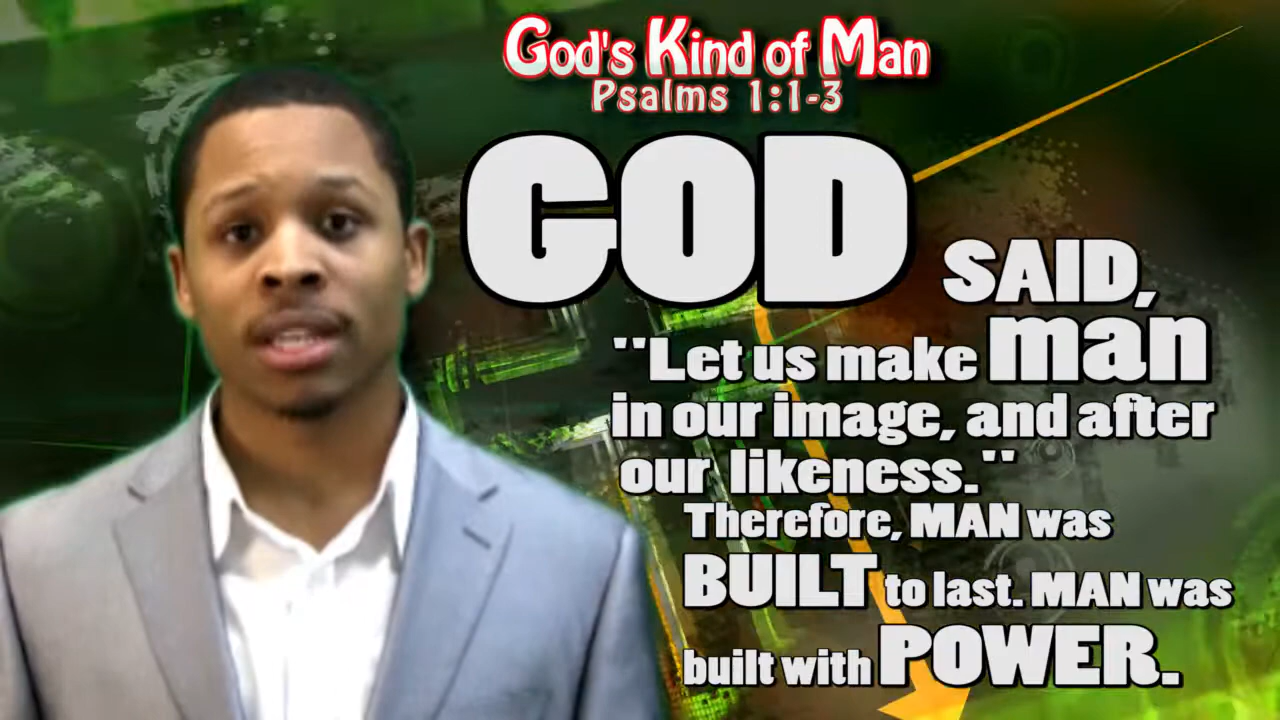 God's Kind of Man
Psalms 1:1-3
GOD
SAID,
"Let us make man
in our image, and after
our likeness."
Therefore, MAN was
BUILT to last. MAN was
built with POWER.